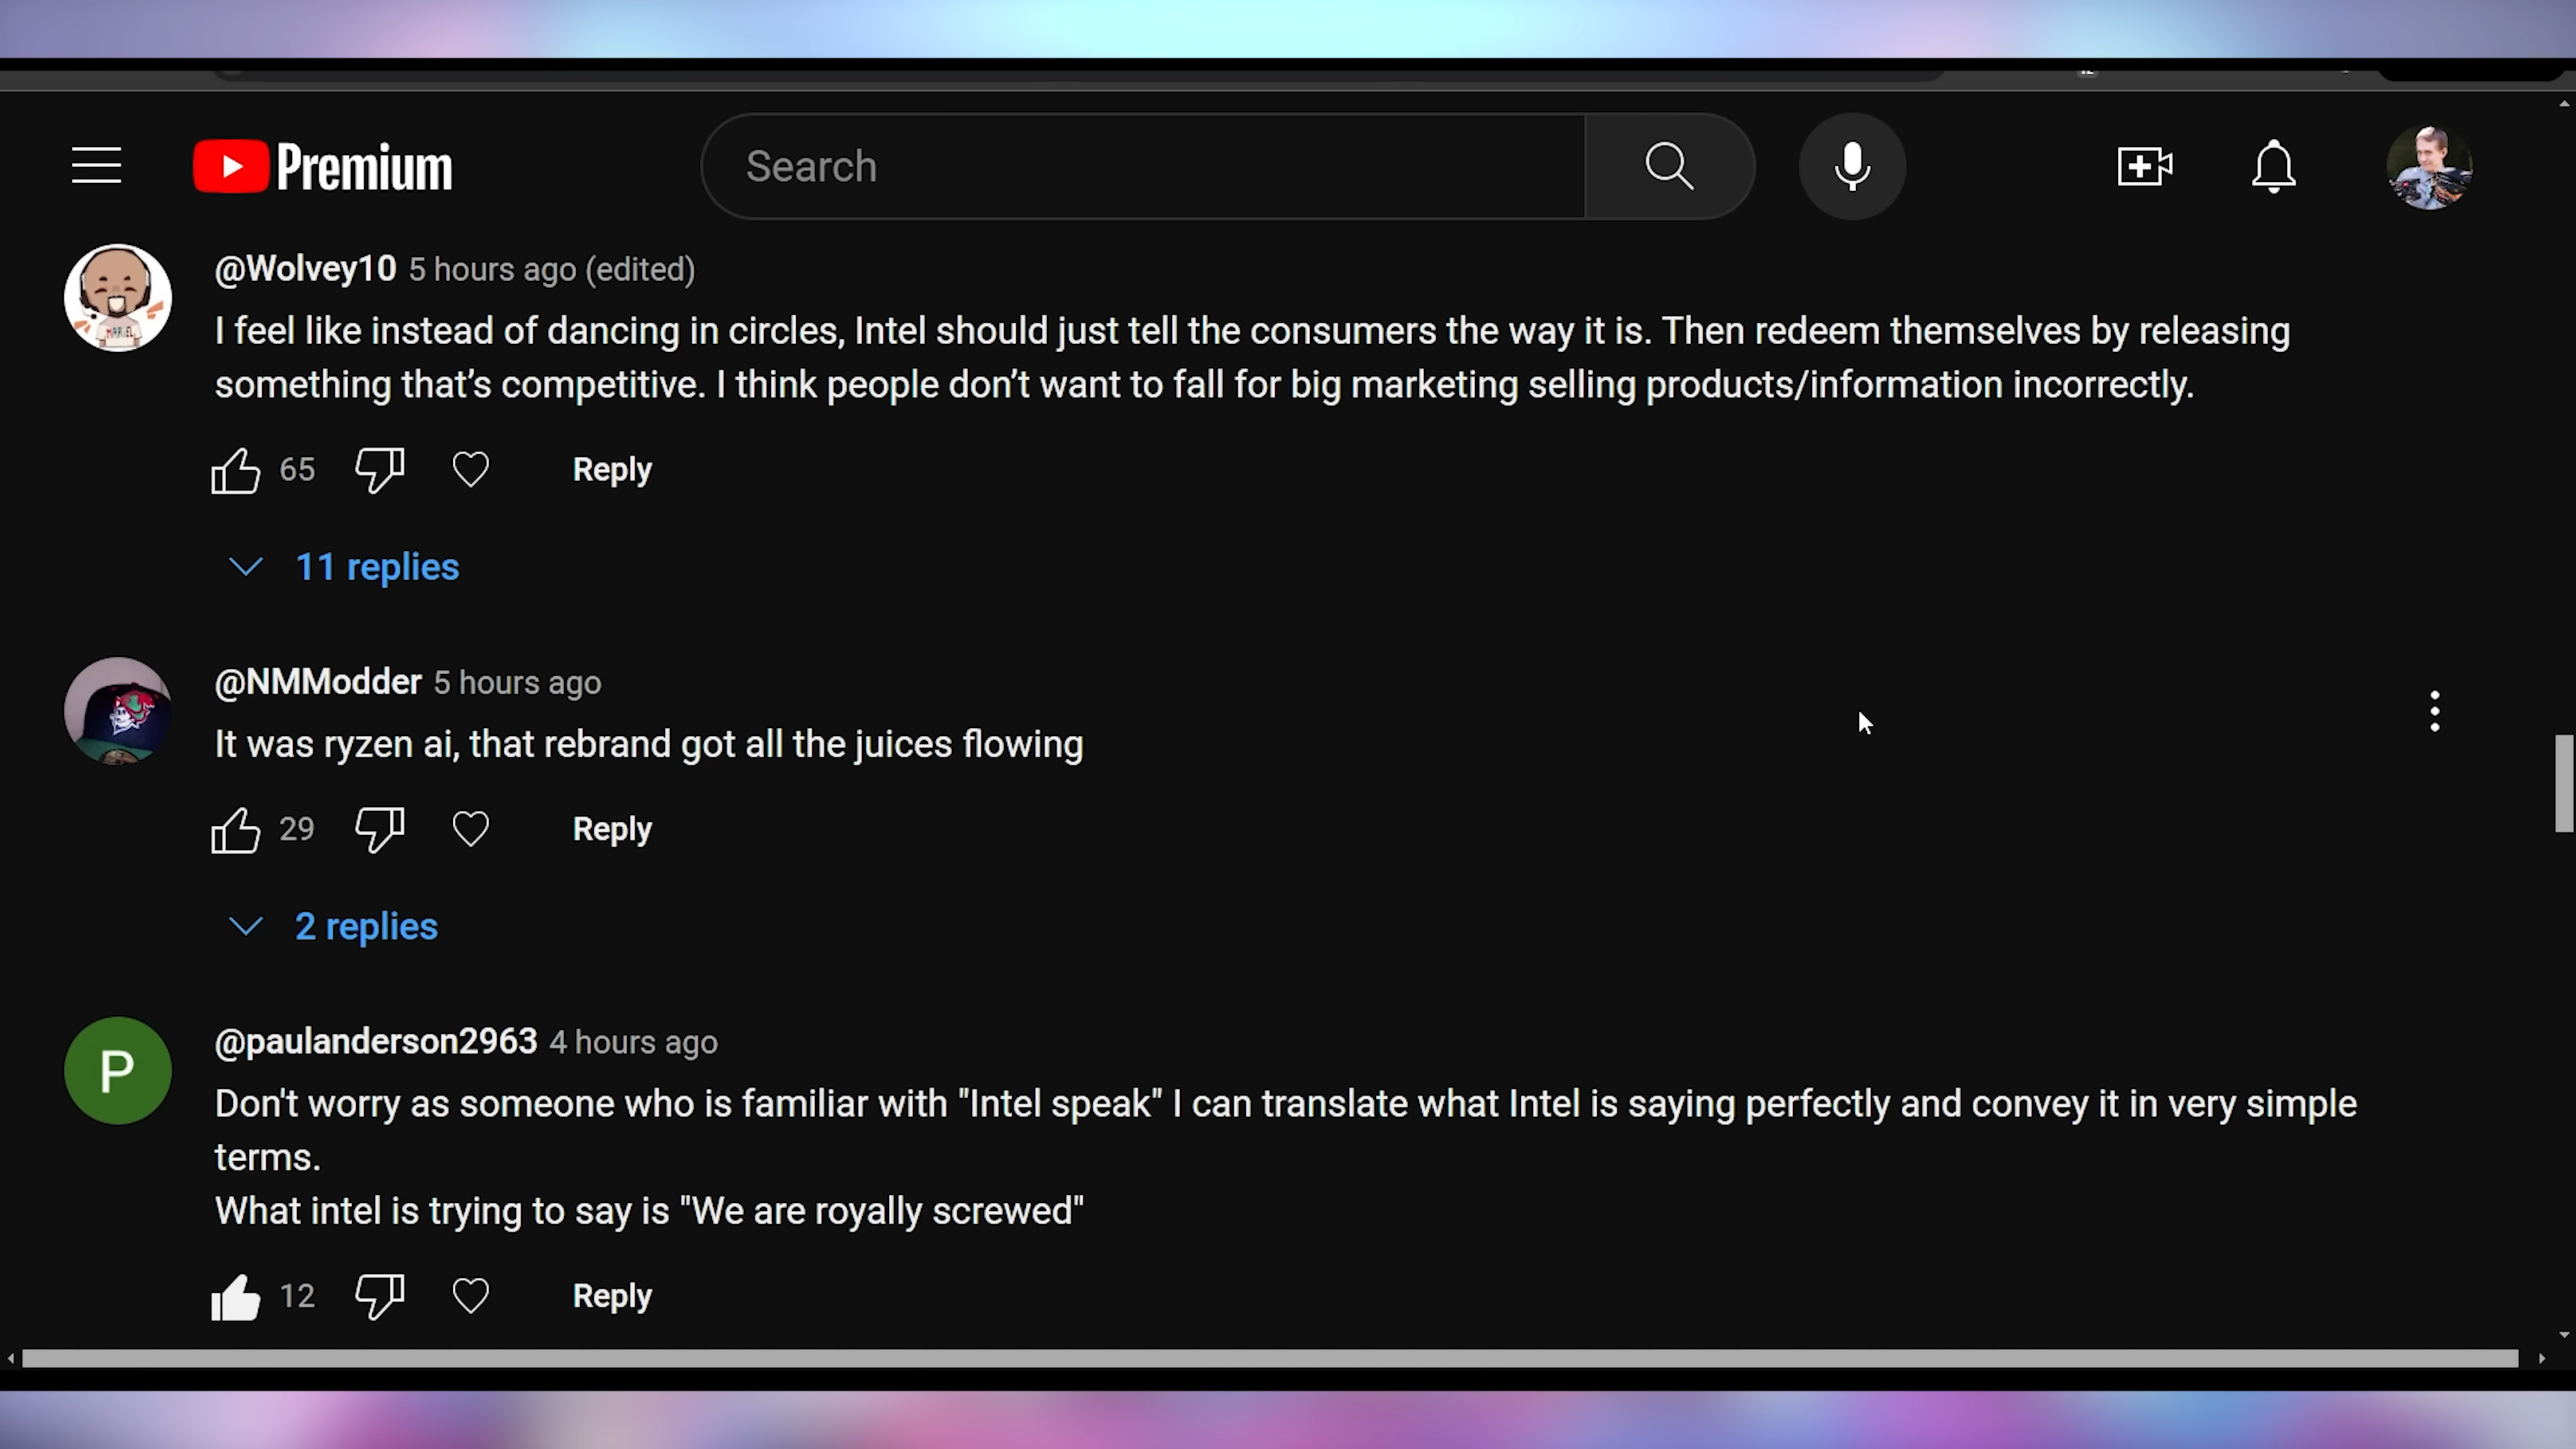 Premium
Search
@Wolvey10 5 hours ago (edited)
I feel like instead of dancing in circles, Intel should just tell the consumers the way it is. Then redeem themselves by releasing
something that’s competitive. I think people don’t want to fall for big marketing selling products/information incorrectly.
65 Reply
11 replies
@NMModder 5 hours ago
It was ryzen ai, that rebrand got all the juices flowing
29 Reply
2 replies
P
@paulanderson2963 4 hours ago
Don't worry as someone who is familiar with "Intel speak" I can translate what Intel is saying perfectly and convey it in very simple
terms.
What intel is trying to say is "We are royally screwed"
12 Reply